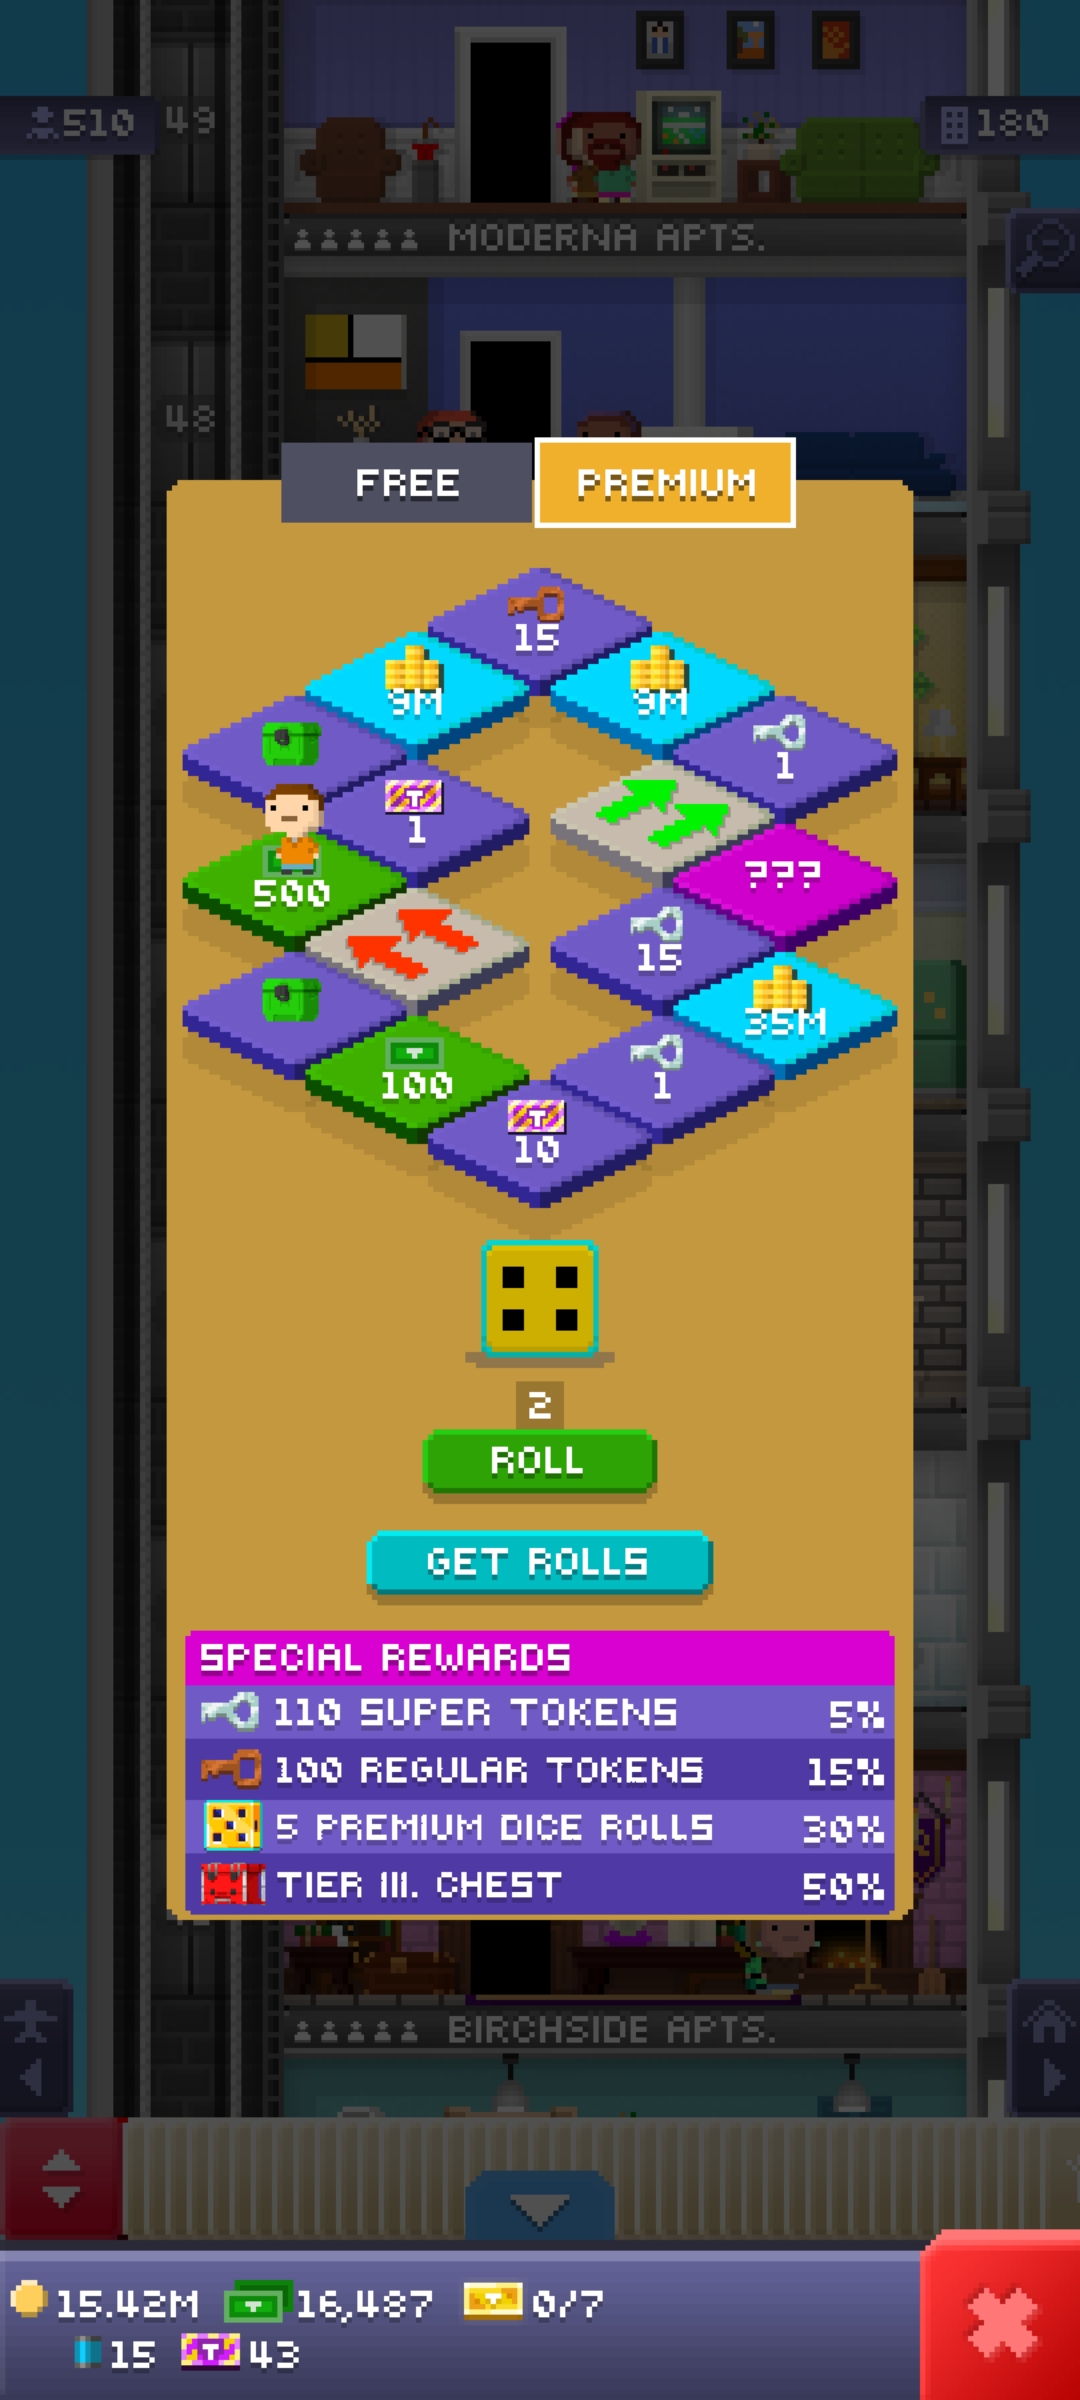 510
49
180
MODERNA APTS.
48
FREE
PREMIUM
15
9M
9M
1
1
500
???
15
35M
100
1
10
2
ROLL
GET ROLLS
SPECIAL REWARDS
110 SUPER TOKENS 5%
100 REGULAR TOKENS 15%
5 PREMIUM DICE ROLLS 30%
TIER III. CHEST 50%
BIRCHSIDE APTS.
15.42M 16,487 0/7
15 43